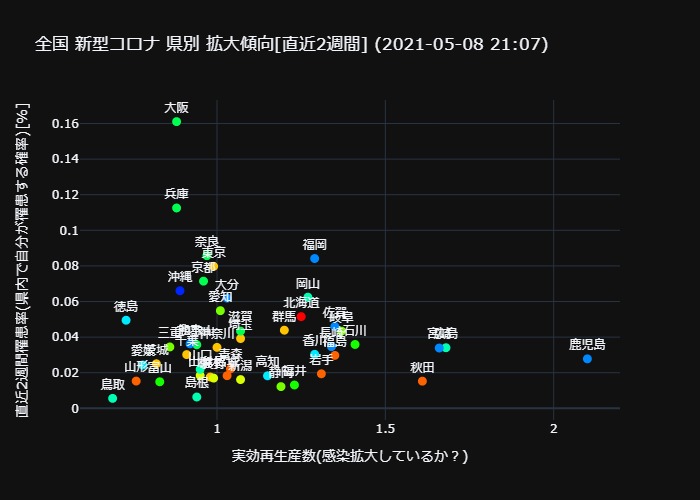 全国 新型コロナ 県別 拡大傾向[直近2週間] (2021-05-08 21:07)
直近2週間罹患率(県内で自分が罹患する確率) [%]
0.16
0.14
0.12
0.1
0.08
0.06
0.04
0.02
0
大阪
兵庫
奈良
東京
福岡
京都
沖縄
大分
岡山
愛知
北海道
徳島
滋賀
群馬
佐賀
岐阜
埼玉
三重
神奈川
長崎
石川
宮崎
千葉
香川
福島
鹿児島
愛媛
茨城
山口
青森
山形
富山
新潟
高知
静岡
福井
岩手
秋田
鳥取
島根
1
1.5
2
実効再生産数(感染拡大しているか？)